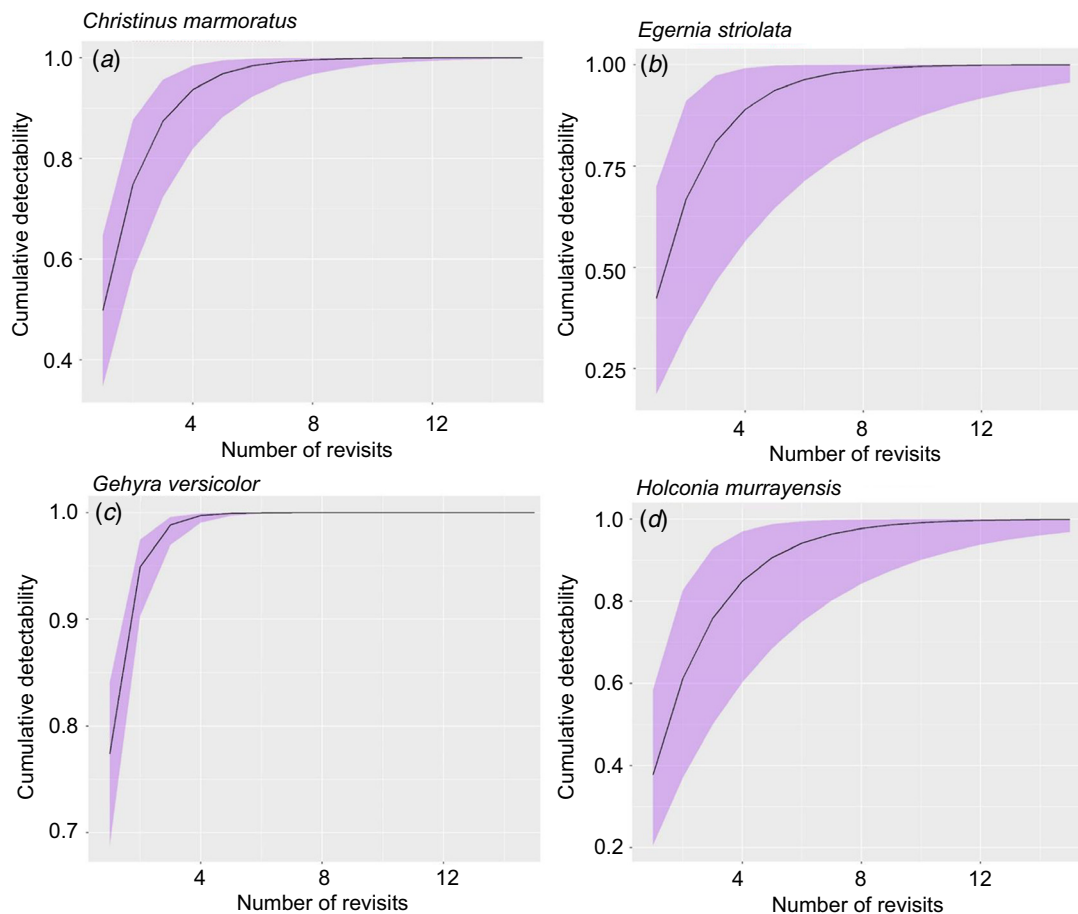 Christinus marmoratus
(a)
1.0
0.8
0.6
0.4
4
8
12
Cumulative detectability
Number of revisits
Egernia striolata
(b)
1.00
0.75
0.50
0.25
4
8
12
Cumulative detectability
Number of revisits
Gehyra versicolor
(c)
1.0
0.9
0.8
0.7
4
8
12
Cumulative detectability
Number of revisits
Holconia murrayensis
(d)
1.0
0.8
0.6
0.4
0.2
4
8
12
Cumulative detectability
Number of revisits